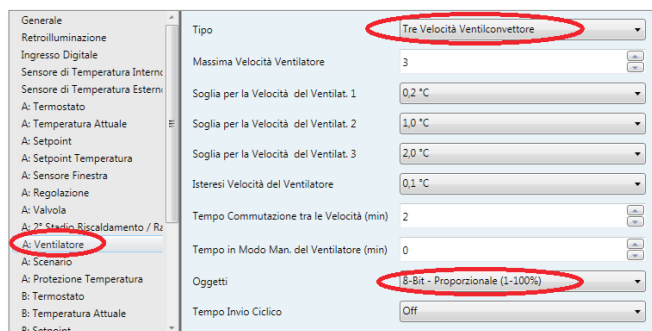 Generale
Retroilluminazione
Ingresso Digitale
Sensore di Temperatura Intern
Sensore di Temperatura Estern
A: Termostato
A: Temperatura Attuale
A: Setpoint
A: Setpoint Temperatura
A: Sensore Finestra
A: Regolazione
A: Valvola
A: 2° Stadio Riscaldamento / Ra
A: Ventilatore
A: Scenario
A: Protezione Temperatura
B: Termostato
B: Temperatura Attuale
B: Setpoint
Tipo Tre Velocità Ventilconvettore
Massima Velocità Ventilatore 3
Soglia per la Velocità del Ventilat. 1 0,2 °C
Soglia per la Velocità del Ventilat. 2 1,0 °C
Soglia per la Velocità del Ventilat. 3 2,0 °C
Isteresi Velocità del Ventilatore 0,1 °C
Tempo Commutazione tra le Velocità (min) 2
Tempo in Modo Man. del Ventilatore (min) 0
Oggetti 8-Bit - Proporzionale (1-100%)
Tempo Invio Ciclico Off